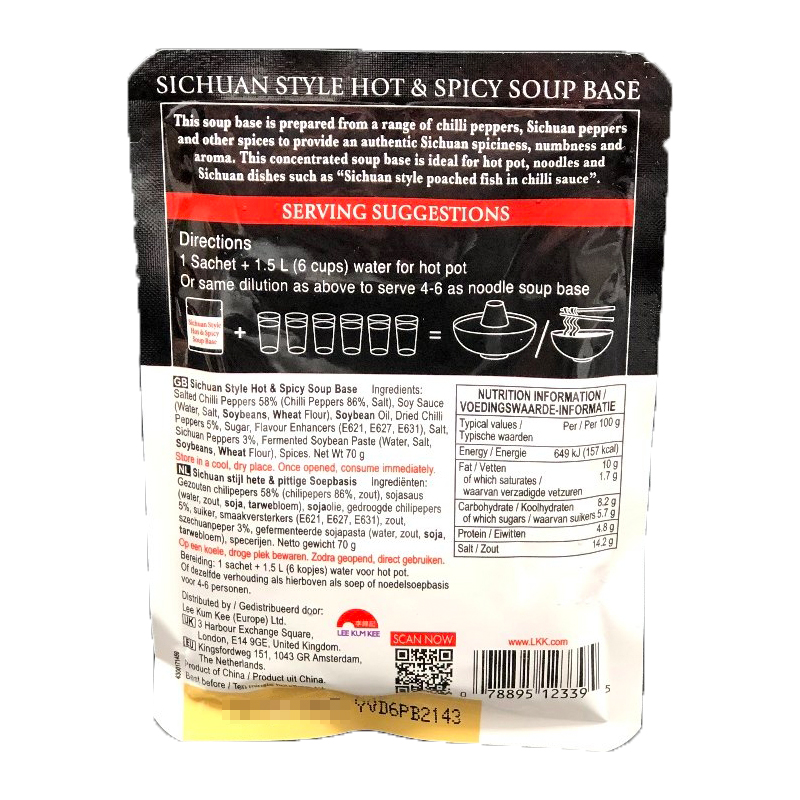 SICHUAN STYLE HOT & SPICY SOUP BASE
This soup base is prepared from a range of chilli peppers, Sichuan peppers
and other spices to provide an authentic Sichuan spiciness, numbness and
aroma. This concentrated soup base is ideal for hot pot, noodles and
Sichuan dishes such as “Sichuan style poached fish in chilli sauce”.
SERVING SUGGESTIONS
Directions
1 Sachet + 1.5 L (6 cups) water for hot pot
Or same dilution as above to serve 4-6 as noodle soup base
Sichuan Style
Hot & Spicy
Soup Base
+ = /
GB Sichuan Style Hot & Spicy Soup Base Ingredients:
Salted Chilli Peppers 58% (Chilli Peppers 86%, Salt), Soy Sauce
(Water, Salt, Soybeans, Wheat Flour), Soybean Oil, Dried Chilli
Peppers 5%, Sugar, Flavour Enhancers (E621, E627, E631), Salt,
Sichuan Peppers 3%, Fermented Soybean Paste (Water, Salt,
Soybeans, Wheat Flour), Spices. Net Wt 70 g
Store in a cool, dry place. Once opened, consume immediately.
NL Sichuan stijl hete & pittige Soepbasis Ingrediënten:
Gezouten chilipepers 58% (chilipepers 86%, zout), sojasaus
(water, zout, soja, tarwebloem), sojaolie, gedroogde chilipepers
5%, suiker, smaakversterkers (E621, E627, E631), zout,
szechuanpeper 3%, gefermenteerde sojapasta (water, zout, soja,
tarwebloem), specerijen. Netto gewicht 70 g
Op een koele, droge plek bewaren. Zodra geopend, direct gebruiken.
Bereiding: 1 sachet + 1.5 L (6 kopjes) water voor hot pot.
Of dezelfde verhouding als hierboven als soep of noedelsoepbasis
voor 4-6 personen.
Distributed by / Gedistribueerd door:
Lee Kum Kee (Europe) Ltd.
UK 3 Harbour Exchange Square,
London, E14 9GE, United Kingdom.
EU Kingsfordweg 151, 1043 GR Amsterdam,
The Netherlands.
Product of China / Product uit China.
Best before / Ten
NUTRITION INFORMATION /
VOEDINGSWAARDE-INFORMATIE
Typical values / Per / Per 100 g
Typische waarden
Energy / Energie 649 kJ (157 kcal)
Fat / Vetten 10 g
of which saturates / 1.7 g
waarvan verzadigde vetzuren
Carbohydrate / Koolhydraten 8.2 g
of which sugars / waarvan suikers 5.7 g
Protein / Eiwitten 4.8 g
Salt / Zout 14.2 g
李錦記
LEE KUM KEE
SCAN NOW
www.LKK.com
0 78895 12339 5
YVD6PB2143